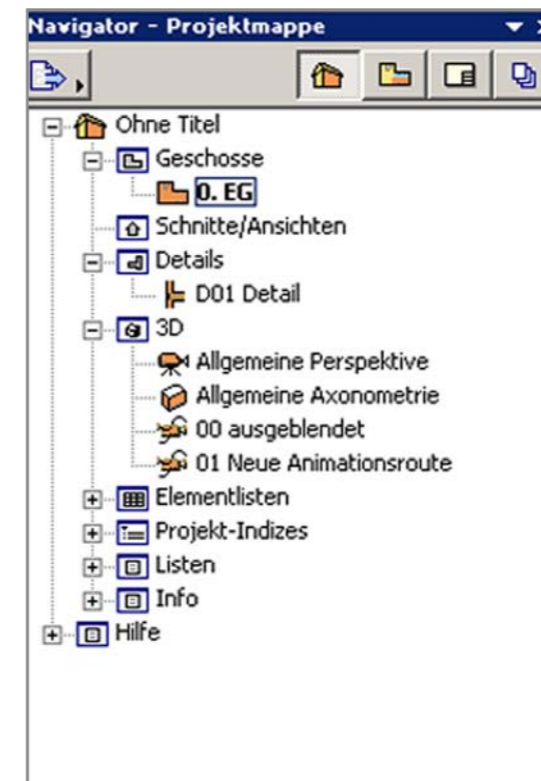 Navigator - Projektmappe
Ohne Titel
Geschosse
0. EG
Schnitte/Ansichten
Details
D01 Detail
3D
Allgemeine Perspektive
Allgemeine Axonometrie
00 ausgeblendet
01 Neue Animationsroute
Elementlisten
Projekt-Indizes
Listen
Info
Hilfe